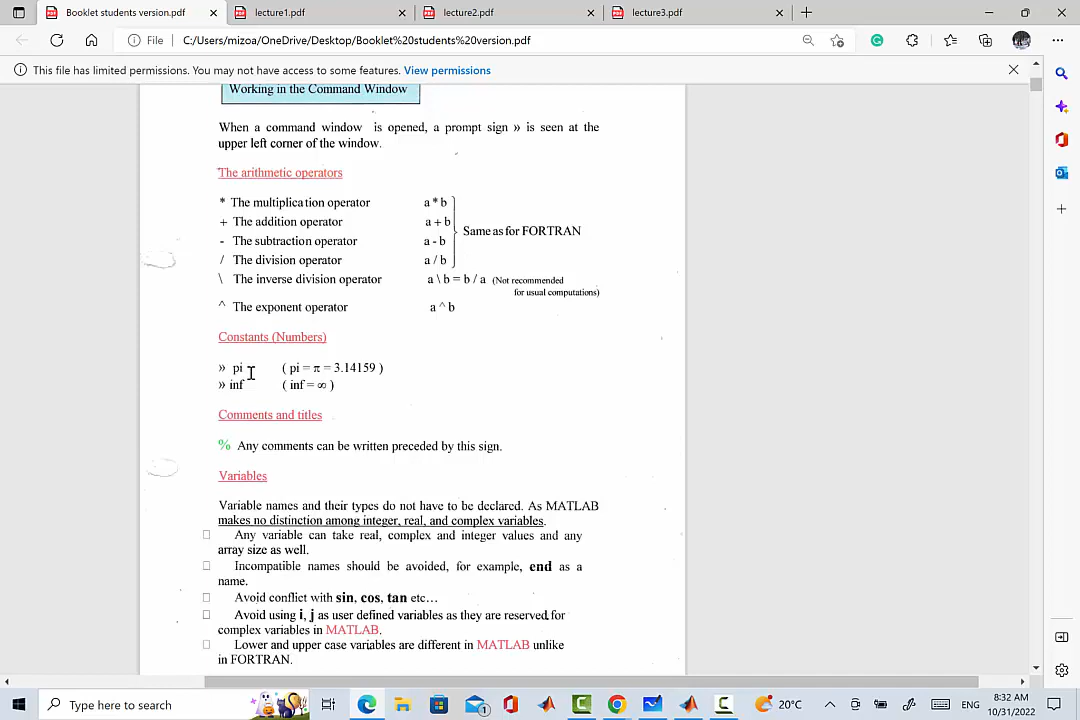 Booklet students version.pdf
lecture1.pdf
lecture2.pdf
lecture3.pdf
File
C:/Users/mizoa/OneDrive/Desktop/Booklet%20students%20version.pdf
This file has limited permissions. You may not have access to some features. View permissions
Working in the Command Window
When a command window is opened, a prompt sign » is seen at the
upper left corner of the window.
The arithmetic operators
* The multiplication operator a * b
+ The addition operator a + b
Same as for FORTRAN
- The subtraction operator a - b
/ The division operator a / b
\ The inverse division operator a \ b = b / a (Not recommended
for usual computations)
^ The exponent operator a ^ b
Constants (Numbers)
» pi ( pi = π = 3.14159 )
» inf ( inf = ∞ )
Comments and titles
% Any comments can be written preceded by this sign.
Variables
Variable names and their types do not have to be declared. As MATLAB
makes no distinction among integer, real, and complex variables.
Any variable can take real, complex and integer values and any
array size as well.
Incompatible names should be avoided, for example, end as a
name.
Avoid conflict with sin, cos, tan etc…
Avoid using i, j as user defined variables as they are reserved for
complex variables in MATLAB.
Lower and upper case variables are different in MATLAB unlike
in FORTRAN.
Type here to search
1
20°C
ENG
8:32 AM
10/31/2022